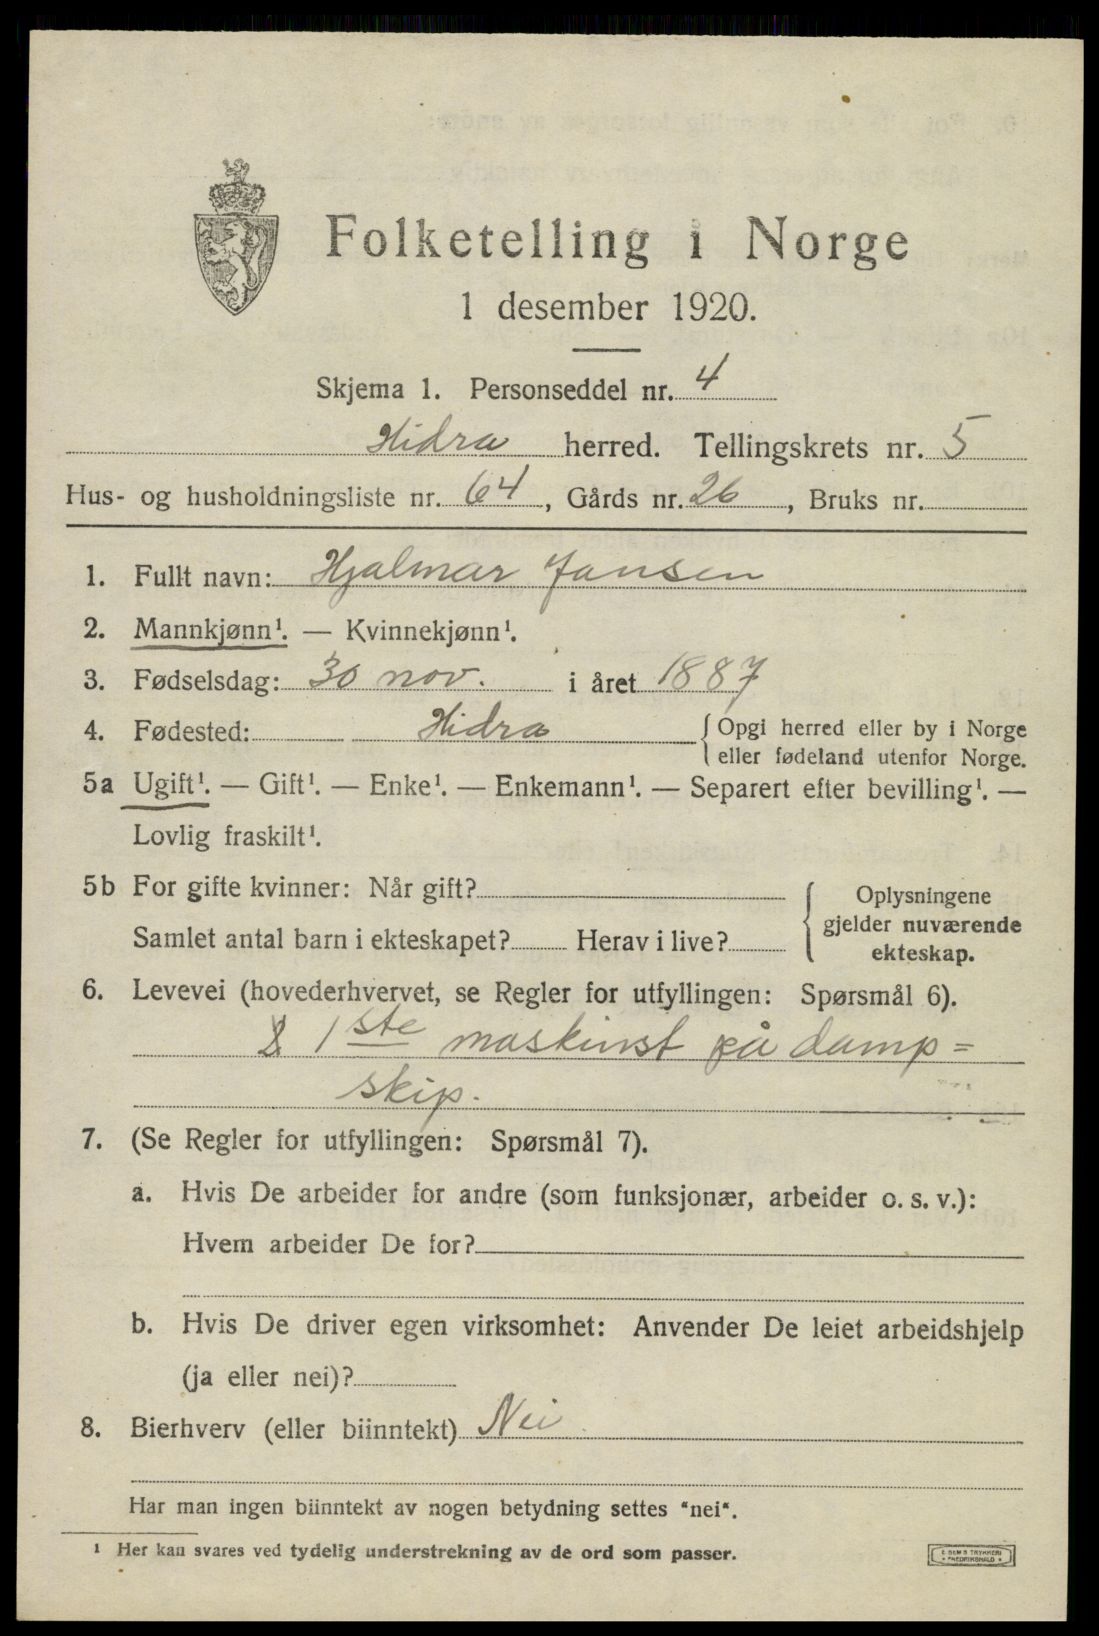 Folketelling i Norge
1 desember 1920.
Skjema 1. Personseddel nr. 4
Hidra herred. Tellingskrets nr. 5
Hus- og husholdningsliste nr. 64, Gårds nr. 26, Bruks nr.
1. Fullt navn: Hjalmar Jansen
2. Mannkjønn¹. — Kvinnekjønn¹.
3. Fødselsdag: 30 nov. i året 1887
4. Fødested: Hidra { Opgi herred eller by i Norge
eller fødeland utenfor Norge.
5a Ugift¹. — Gift¹. — Enke¹. — Enkemann¹. — Separert efter bevilling¹. —
Lovlig fraskilt¹.
5b For gifte kvinner: Når gift?
Samlet antal barn i ekteskapet? Herav i live?
{ Oplysningene
gjelder nuværende
ekteskap.
6. Levevei (hovederhvervet, se Regler for utfyllingen: Spørsmål 6).
1ste maskinist på damp=
skip.
7. (Se Regler for utfyllingen: Spørsmål 7).
a. Hvis De arbeider for andre (som funksjonær, arbeider o. s. v.):
Hvem arbeider De for?
b. Hvis De driver egen virksomhet: Anvender De leiet arbeidshjelp
(ja eller nei)?
8. Bierhverv (eller biinntekt) Nei
Har man ingen biinntekt av nogen betydning settes "nei".
¹ Her kan svares ved tydelig understrekning av de ord som passer.
E. SEM'S TRYKKERI
• FREDRIKSHALD •